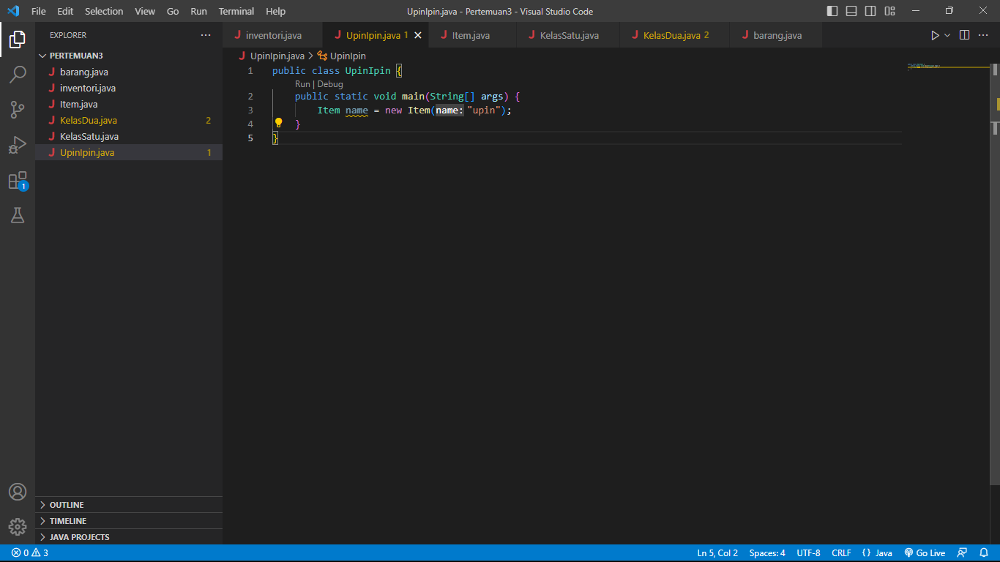 File Edit Selection View Go Run Terminal Help UpinIpin.java - Pertemuan3 - Visual Studio Code
EXPLORER
PERTEMUAN3
barang.java
inventori.java
Item.java
KelasDua.java 2
KelasSatu.java
UpinIpin.java 1
OUTLINE
TIMELINE
JAVA PROJECTS
1
inventori.java UpinIpin.java 1 Item.java KelasSatu.java KelasDua.java 2 barang.java
UpinIpin.java > UpinIpin
1 public class UpinIpin {
Run | Debug
2 public static void main(String[] args) {
3 Item name = new Item(name: "upin");
4 }
5 }
0 3 Ln 5, Col 2 Spaces: 4 UTF-8 CRLF {} Java Go Live